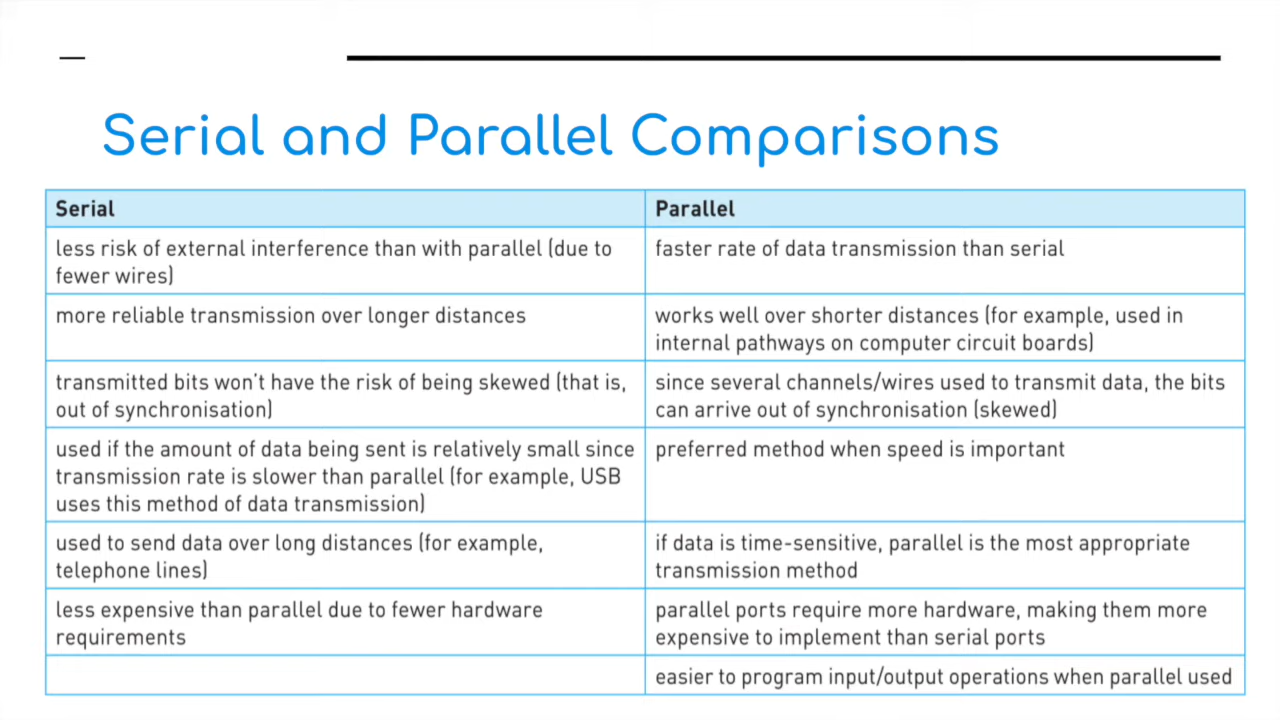 Serial and Parallel Comparisons
Serial
Parallel
less risk of external interference than with parallel (due to
fewer wires)
faster rate of data transmission than serial
more reliable transmission over longer distances
works well over shorter distances (for example, used in
internal pathways on computer circuit boards)
transmitted bits won't have the risk of being skewed (that is,
out of synchronisation)
since several channels/wires used to transmit data, the bits
can arrive out of synchronisation (skewed)
used if the amount of data being sent is relatively small since
transmission rate is slower than parallel (for example, USB
uses this method of data transmission)
preferred method when speed is important
used to send data over long distances (for example,
telephone lines)
if data is time-sensitive, parallel is the most appropriate
transmission method
less expensive than parallel due to fewer hardware
requirements
parallel ports require more hardware, making them more
expensive to implement than serial ports
easier to program input/output operations when parallel used